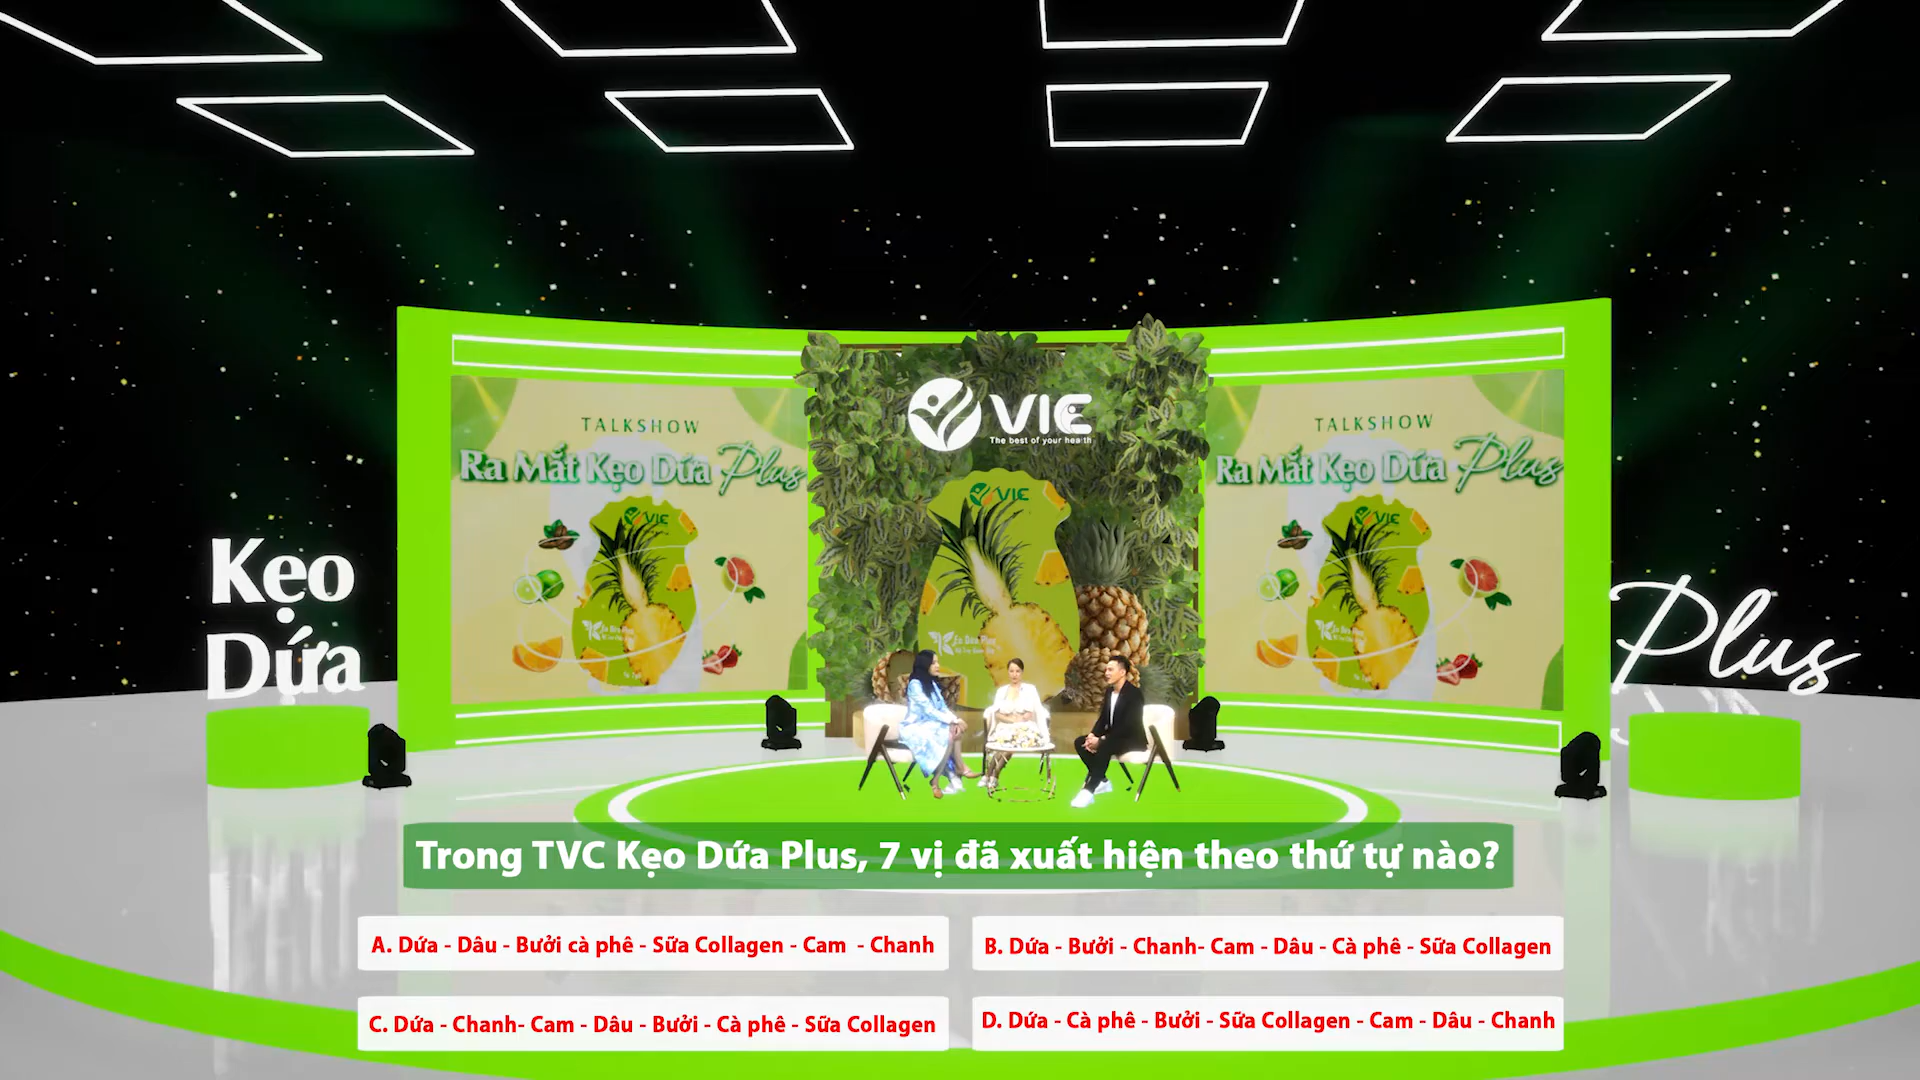 VIE
The best of your health
TALKSHOW
Ra Mắt Kẹo Dứa Plus
VIE
TALKSHOW
Ra Mắt Kẹo Dứa Plus
VIE
VIE
Kẹo
Dứa
Plus
Trong TVC Kẹo Dứa Plus, 7 vị đã xuất hiện theo thứ tự nào?
A. Dứa - Dâu - Bưởi cà phê - Sữa Collagen - Cam - Chanh
B. Dứa - Bưởi - Chanh- Cam - Dâu - Cà phê - Sữa Collagen
C. Dứa - Chanh- Cam - Dâu - Bưởi - Cà phê - Sữa Collagen
D. Dứa - Cà phê - Bưởi - Sữa Collagen - Cam - Dâu - Chanh